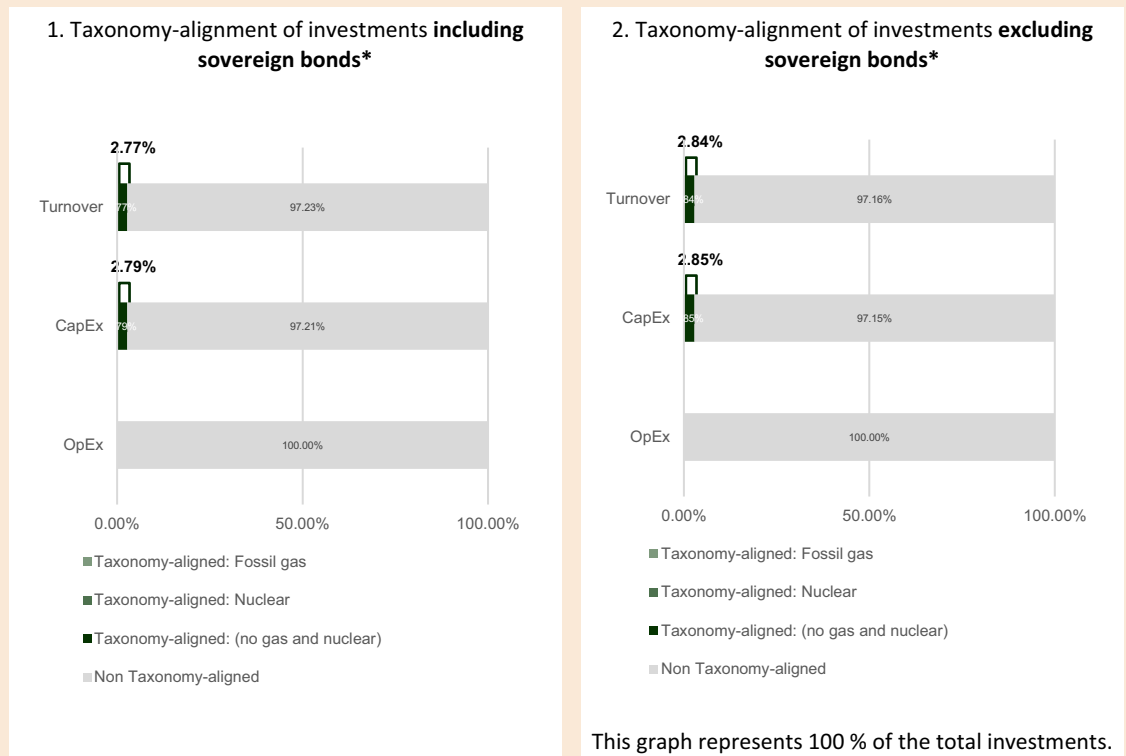 1. Taxonomy-alignment of investments including
sovereign bonds*
2.77%
Turnover
77%
97.23%
2.79%
CapEx
79%
97.21%
OpEx
100.00%
0.00%
50.00%
100.00%
Taxonomy-aligned: Fossil gas
Taxonomy-aligned: Nuclear
Taxonomy-aligned: (no gas and nuclear)
Non Taxonomy-aligned
2. Taxonomy-alignment of investments excluding
sovereign bonds*
2.84%
Turnover
84%
97.16%
2.85%
CapEx
85%
97.15%
OpEx
100.00%
0.00%
50.00%
100.00%
Taxonomy-aligned: Fossil gas
Taxonomy-aligned: Nuclear
Taxonomy-aligned: (no gas and nuclear)
Non Taxonomy-aligned
This graph represents 100 % of the total investments.